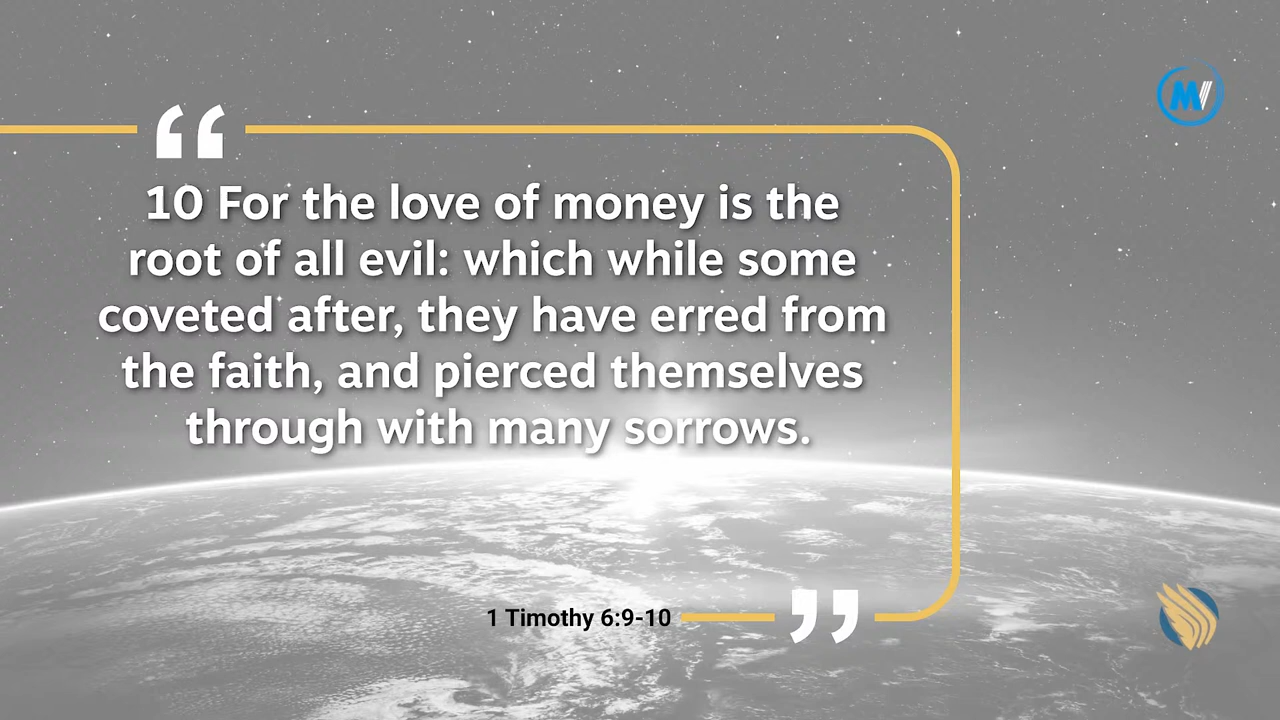 “
10 For the love of money is the
root of all evil: which while some
coveted after, they have erred from
the faith, and pierced themselves
through with many sorrows.
1 Timothy 6:9-10
”